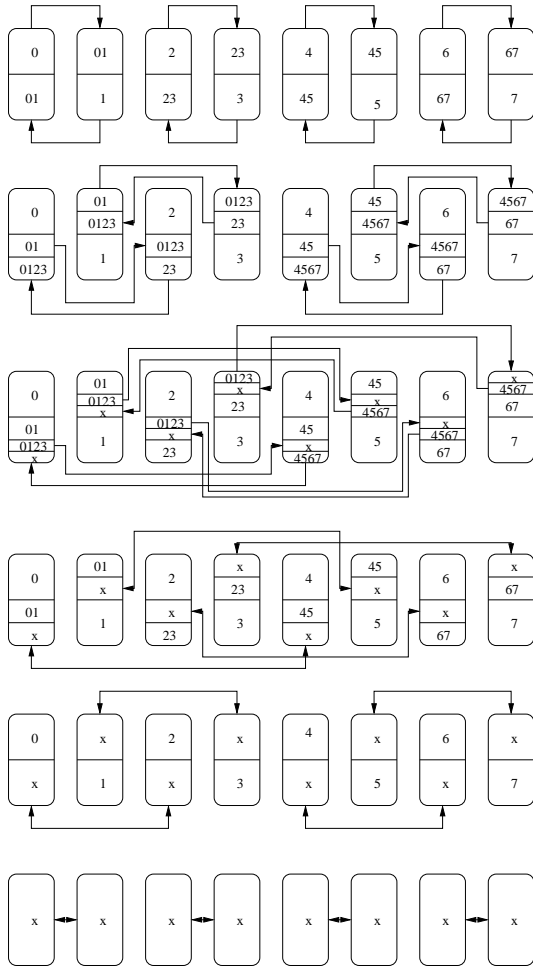 0 01 2 23 4 45 6 67
01 1 23 3 45 5 67 7
01 0123 45 4567
0 0123 2 23 4 4567 6 67
01 0123 45 4567
0123 1 23 3 4567 5 67 7
01 0123 45 x
0 0123 2 x 4 x 6 4567
x 0123 23 4567 x 67
01 x 45 4567
0123 1 23 3 x 5 67 7
x 4567
01 x 45 x
0 x 2 23 4 x 6 67
01 x 45 x
x 1 23 3 x 5 67 7
0 x 2 x 4 x 6 x
x 1 x 3 x 5 x 7
x x x x x x x x